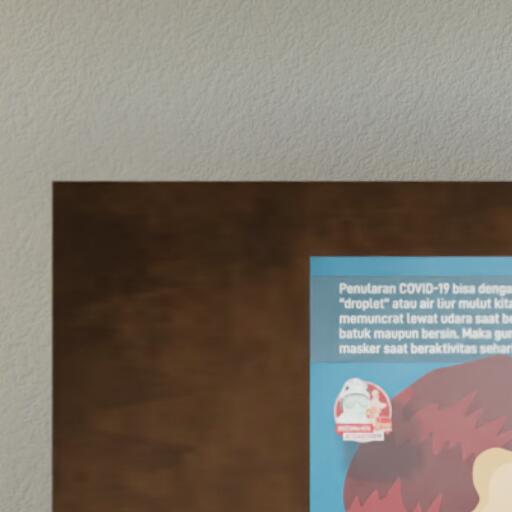 Penularan COVID-19 bisa denga
"droplet" atau air liur mulut kita
memuncrat lewat udara saat be
batuk maupun bersin. Maka gun
masker saat beraktivitas sehar